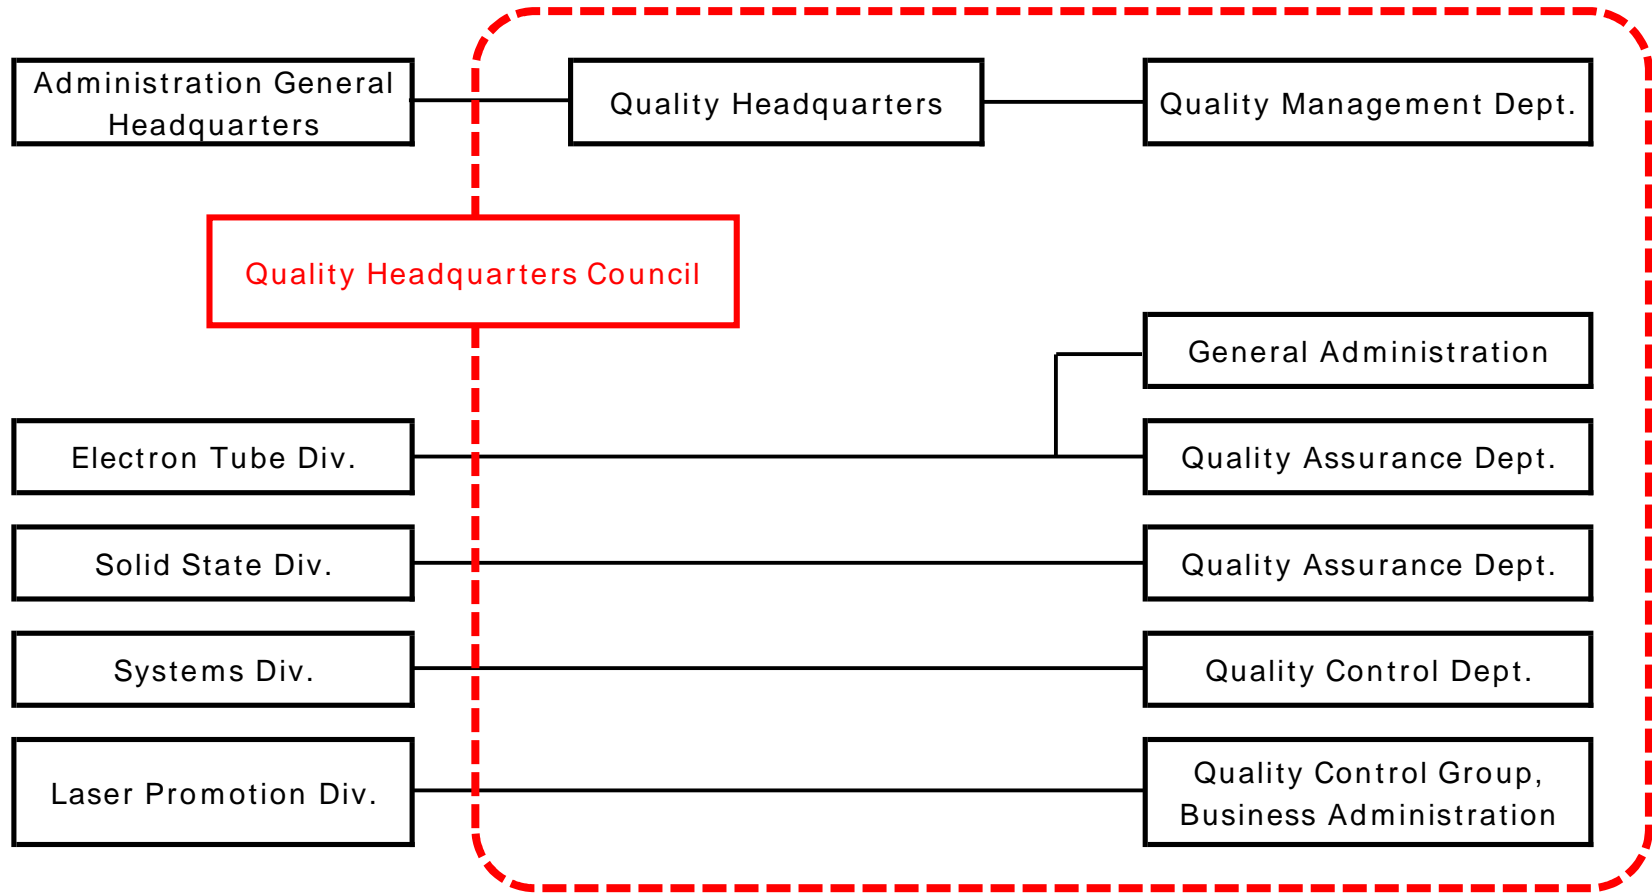 Administration General
Headquarters
Quality Headquarters
Quality Management Dept.
Quality Headquarters Council
General Administration
Electron Tube Div.
Quality Assurance Dept.
Solid State Div.
Quality Assurance Dept.
Systems Div.
Quality Control Dept.
Laser Promotion Div.
Quality Control Group,
Business Administration